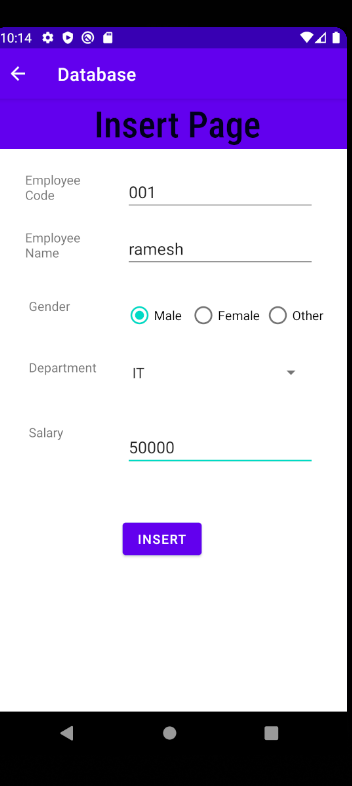 10:14
Database
Insert Page
Employee
Code
001
Employee
Name
ramesh
Gender
Male Female Other
Department
IT
Salary
50000
INSERT